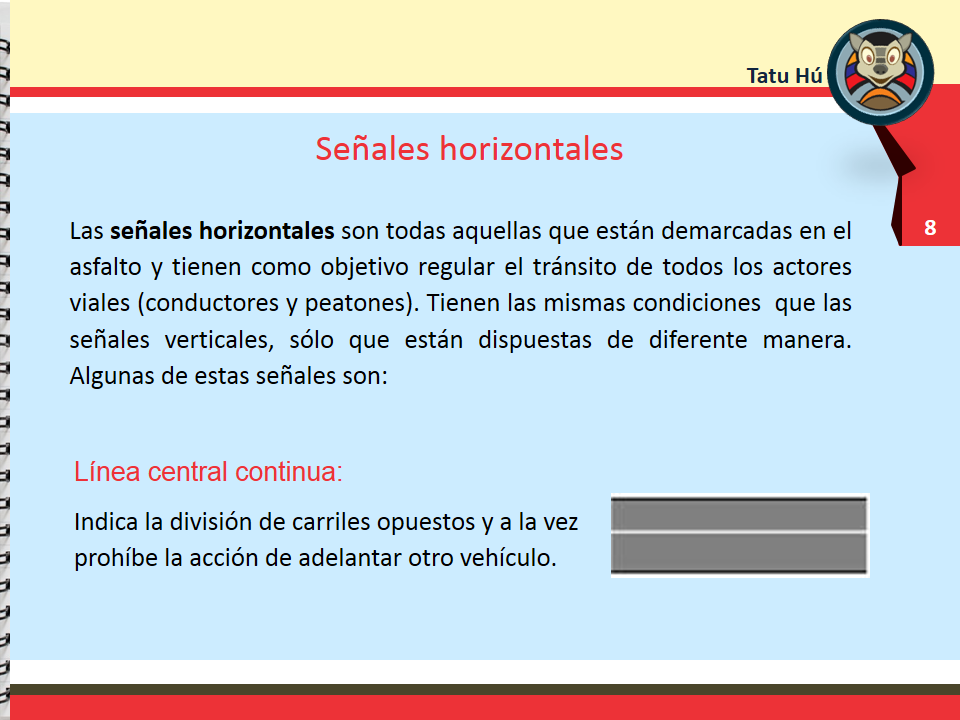 Tatu Hú
Señales horizontales
8
Las señales horizontales son todas aquellas que están demarcadas en el
asfalto y tienen como objetivo regular el tránsito de todos los actores
viales (conductores y peatones). Tienen las mismas condiciones  que las
señales verticales, sólo que están dispuestas de diferente manera.
Algunas de estas señales son:
Línea central continua:
Indica la división de carriles opuestos y a la vez
prohíbe la acción de adelantar otro vehículo.